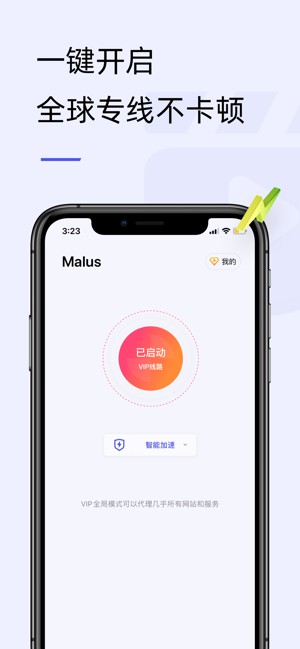 一键开启
全球专线不卡顿
3:23
Malus
我的
已启动
VIP线路
智能加速
VIP全局模式可以代理几乎所有网站和服务